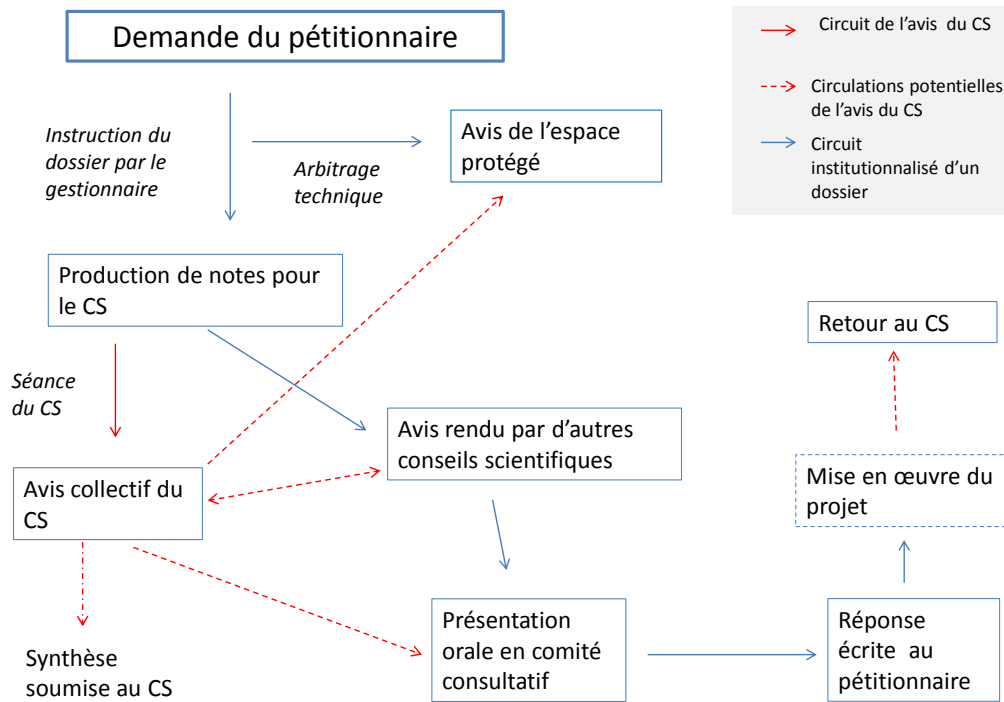 Demande du pétitionnaire
Circuit de l'avis du CS
Circulations potentielles
de l'avis du CS
Circuit
institutionnalisé d'un
dossier
Instruction du
dossier par le
gestionnaire
Arbitrage
technique
Avis de l'espace
protégé
Production de notes pour
le CS
Retour au CS
Séance
du CS
Avis rendu par d'autres
conseils scientifiques
Avis collectif du
CS
Mise en œuvre du
projet
Synthèse
soumise au CS
Présentation
orale en comité
consultatif
Réponse
écrite au
pétitionnaire